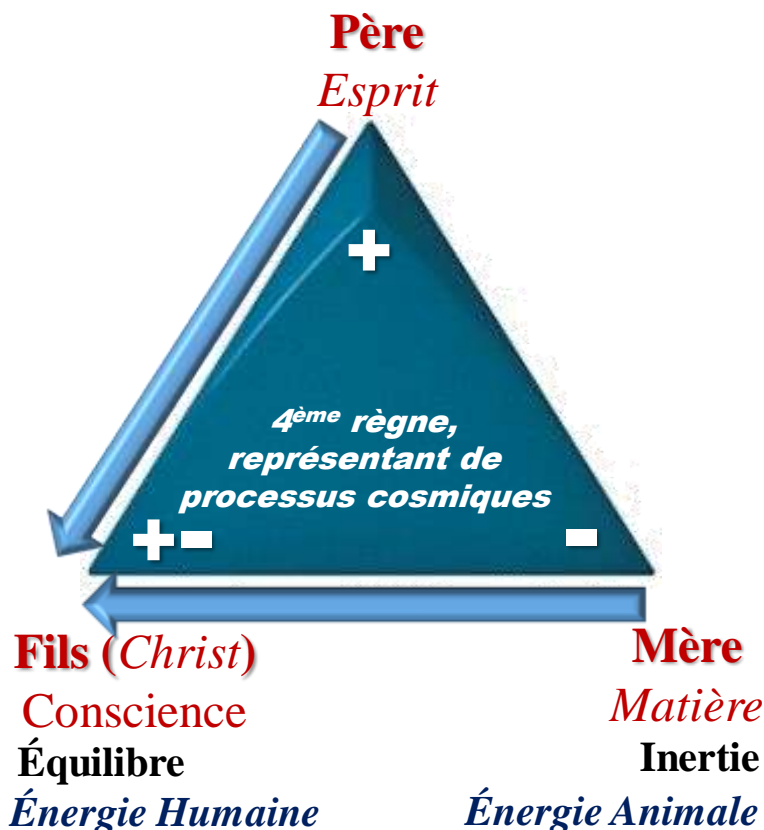 Père
Esprit
+
4ème règne,
représentant de
processus cosmiques
+- -
Fils (Christ)
Conscience
Équilibre
Énergie Humaine
Mère
Matière
Inertie
Énergie Animale